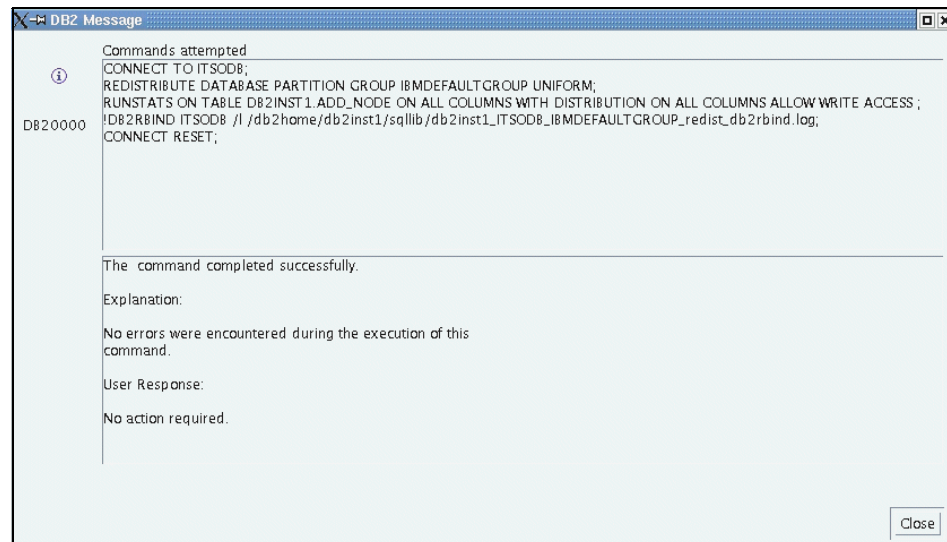 DB2 Message
Commands attempted
CONNECT TO ITSODB;
REDISTRIBUTE DATABASE PARTITION GROUP IBMDEFAULTGROUP UNIFORM;
RUNSTATS ON TABLE DB2INST1.ADD_NODE ON ALL COLUMNS WITH DISTRIBUTION ON ALL COLUMNS ALLOW WRITE ACCESS ;
DB20000
!DB2RBIND ITSODB /l /db2home/db2inst1/sqllib/db2inst1_ITSODB_IBMDEFAULTGROUP_redist_db2rbind.log;
CONNECT RESET;
The command completed successfully.
Explanation:
No errors were encountered during the execution of this
command.
User Response:
No action required.
Close